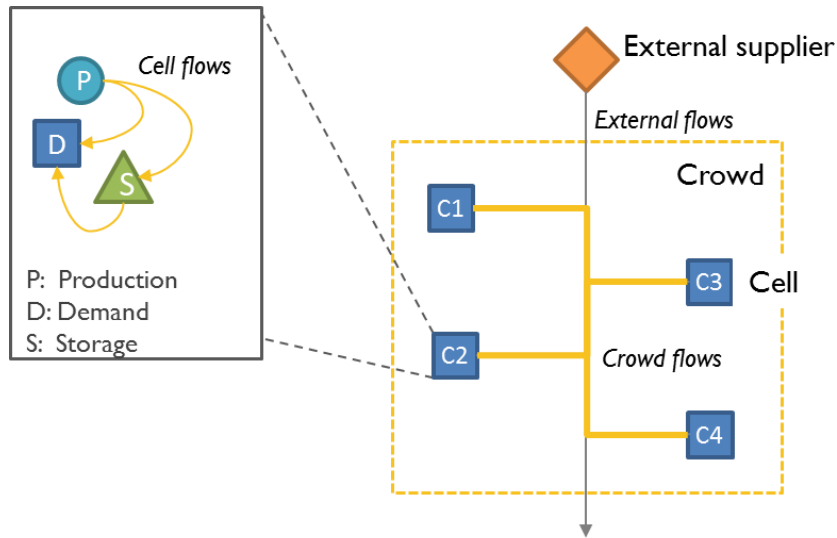 P
Cell flows
D
S
P: Production
D: Demand
S: Storage
External supplier
External flows
Crowd
C1
C3
Cell
C2
Crowd flows
C4